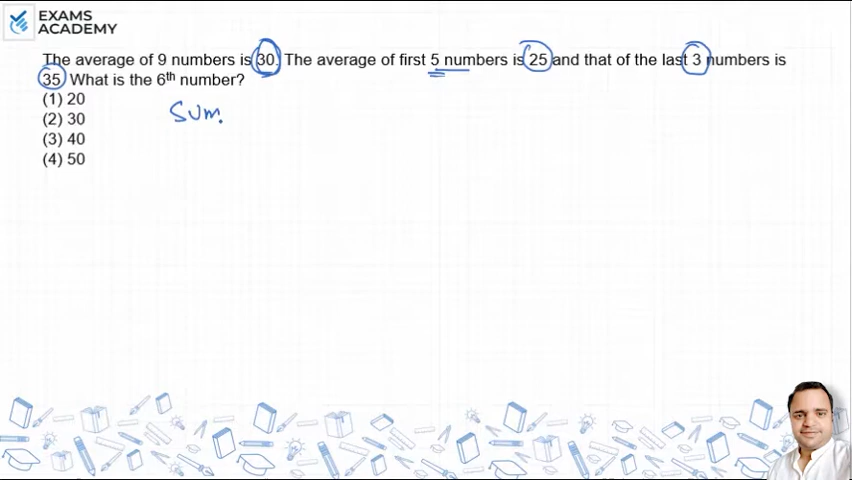 EXAMS
ACADEMY
The average of 9 numbers is 30. The average of first 5 numbers is 25 and that of the last 3 numbers is
35. What is the 6th number?
(1) 20
(2) 30
(3) 40
(4) 50
Sum.